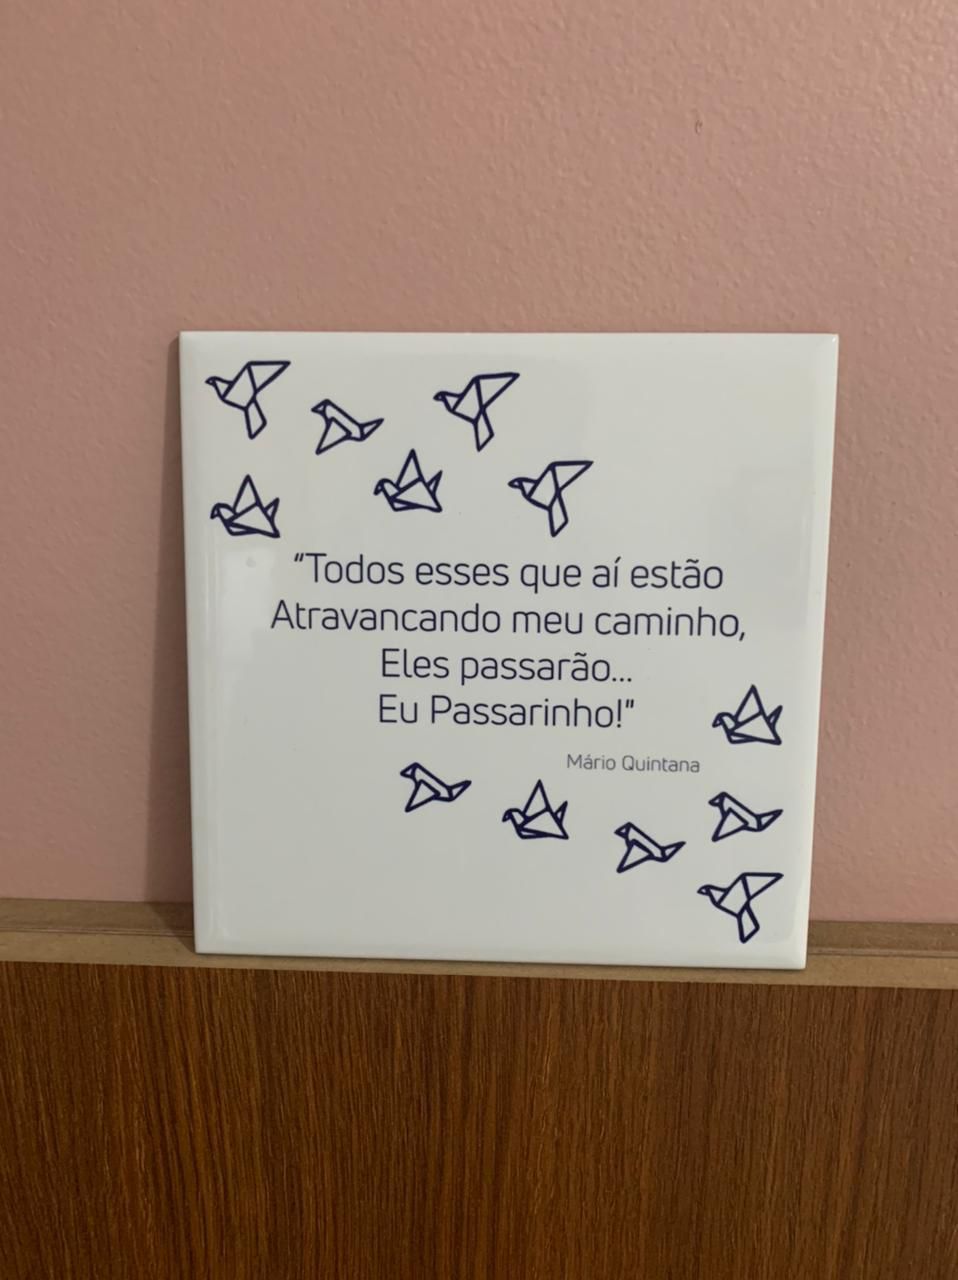 “Todos esses que aí estão
Atravancando meu caminho,
Eles passarão...
Eu Passarinho!”
Mário Quintana